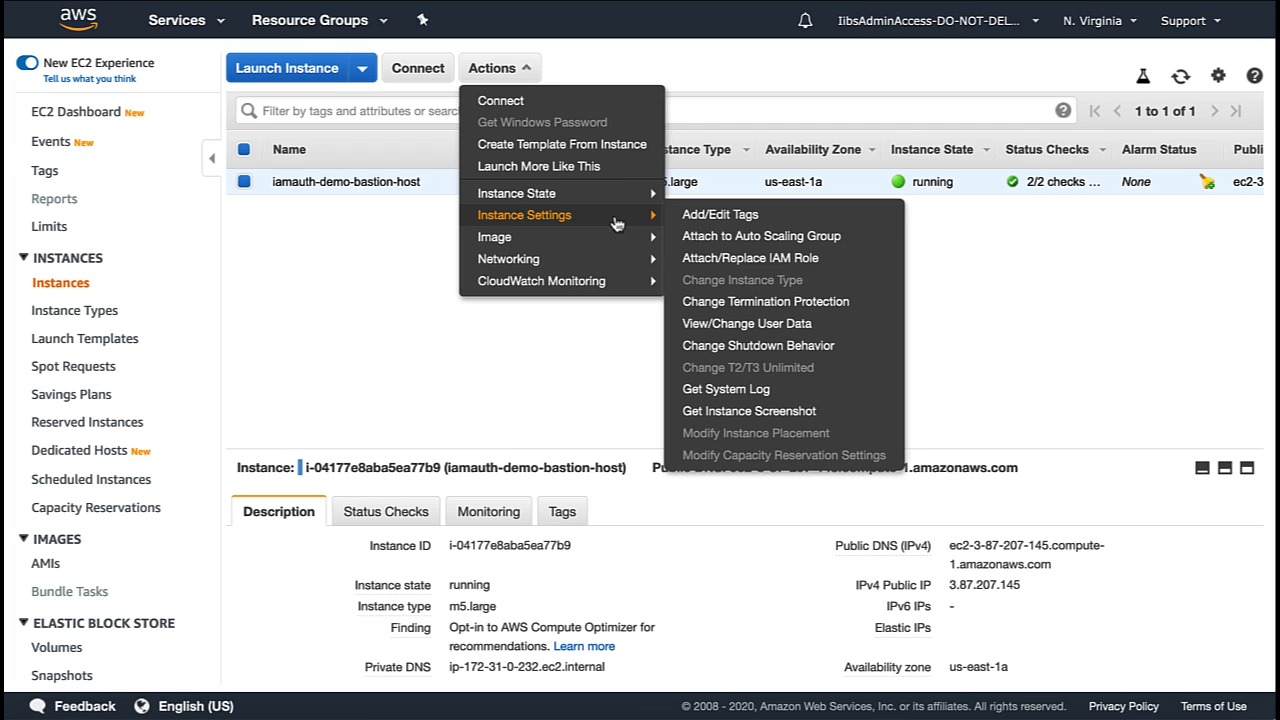 aws
Services
Resource Groups
IibsAdminAccess-DO-NOT-DEL...
N. Virginia
Support
New EC2 Experience
Tell us what you think
EC2 Dashboard New
Events New
Tags
Reports
Limits
INSTANCES
Instances
Instance Types
Launch Templates
Spot Requests
Savings Plans
Reserved Instances
Dedicated Hosts New
Scheduled Instances
Capacity Reservations
IMAGES
AMIs
Bundle Tasks
ELASTIC BLOCK STORE
Volumes
Snapshots
Launch Instance
Connect
Actions
Filter by tags and attributes or searc
1 to 1 of 1
Name
stance Type
Availability Zone
Instance State
Status Checks
Alarm Status
Publi
iamauth-demo-bastion-host
5.large
us-east-1a
running
2/2 checks ...
None
ec2-3
Connect
Get Windows Password
Create Template From Instance
Launch More Like This
Instance State
Instance Settings
Image
Networking
CloudWatch Monitoring
Add/Edit Tags
Attach to Auto Scaling Group
Attach/Replace IAM Role
Change Instance Type
Change Termination Protection
View/Change User Data
Change Shutdown Behavior
Change T2/T3 Unlimited
Get System Log
Get Instance Screenshot
Modify Instance Placement
Modify Capacity Reservation Settings
Instance: i-04177e8aba5ea77b9 (iamauth-demo-bastion-host)
.amazonaws.com
Description
Status Checks
Monitoring
Tags
Instance ID i-04177e8aba5ea77b9
Instance state running
Instance type m5.large
Finding Opt-in to AWS Compute Optimizer for
recommendations. Learn more
Private DNS ip-172-31-0-232.ec2.internal
Public DNS (IPv4) ec2-3-87-207-145.compute-
1.amazonaws.com
IPv4 Public IP 3.87.207.145
IPv6 IPs -
Elastic IPs
Availability zone us-east-1a
Feedback
English (US)
© 2008 - 2020, Amazon Web Services, Inc. or its affiliates. All rights reserved.
Privacy Policy
Terms of Use